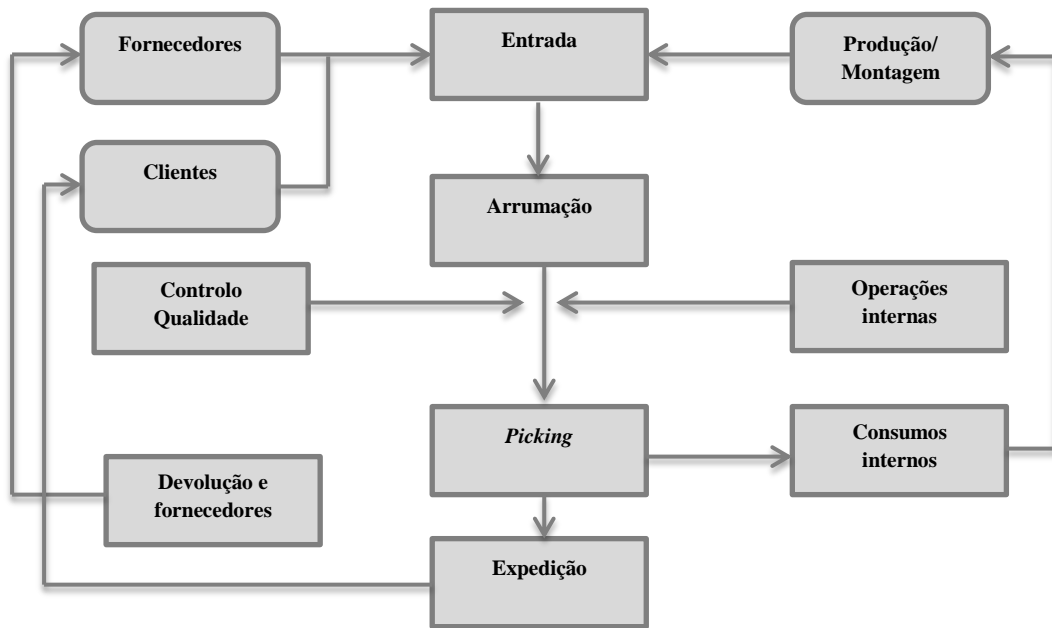 Fornecedores
Entrada
Produção/
Montagem
Clientes
Arrumação
Controlo
Qualidade
Operações
internas
Picking
Consumos
internos
Devolução e
fornecedores
Expedição